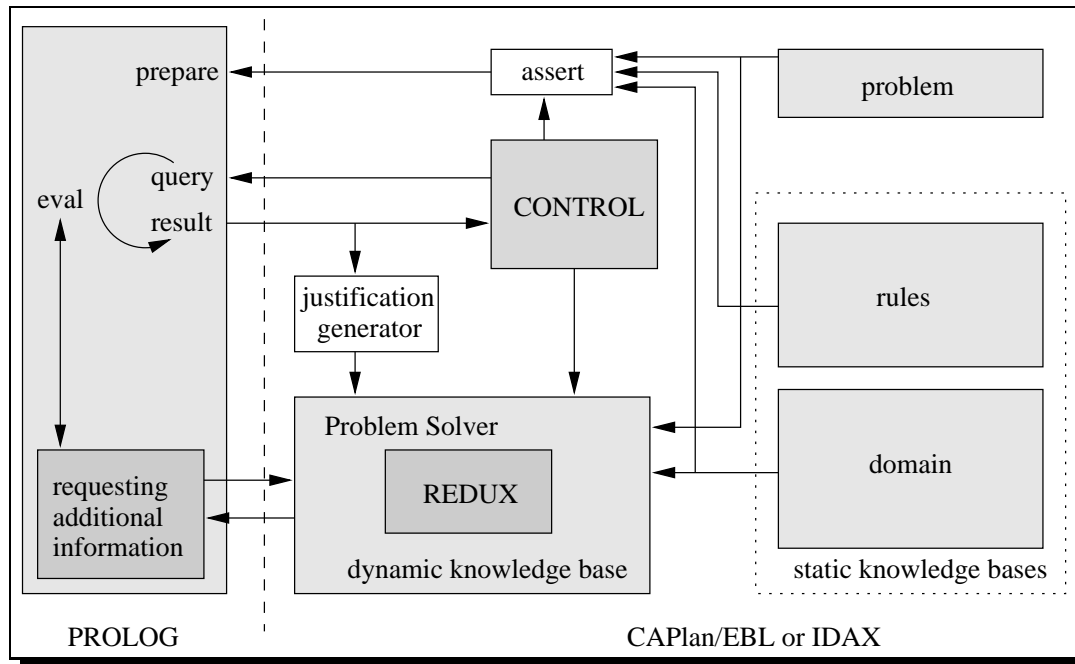 prepare
assert
problem
query
eval
CONTROL
result
justification
generator
rules
Problem Solver
domain
REDUX
requesting
additional
information
dynamic knowledge base
static knowledge bases
PROLOG
CAPlan/EBL or IDAX